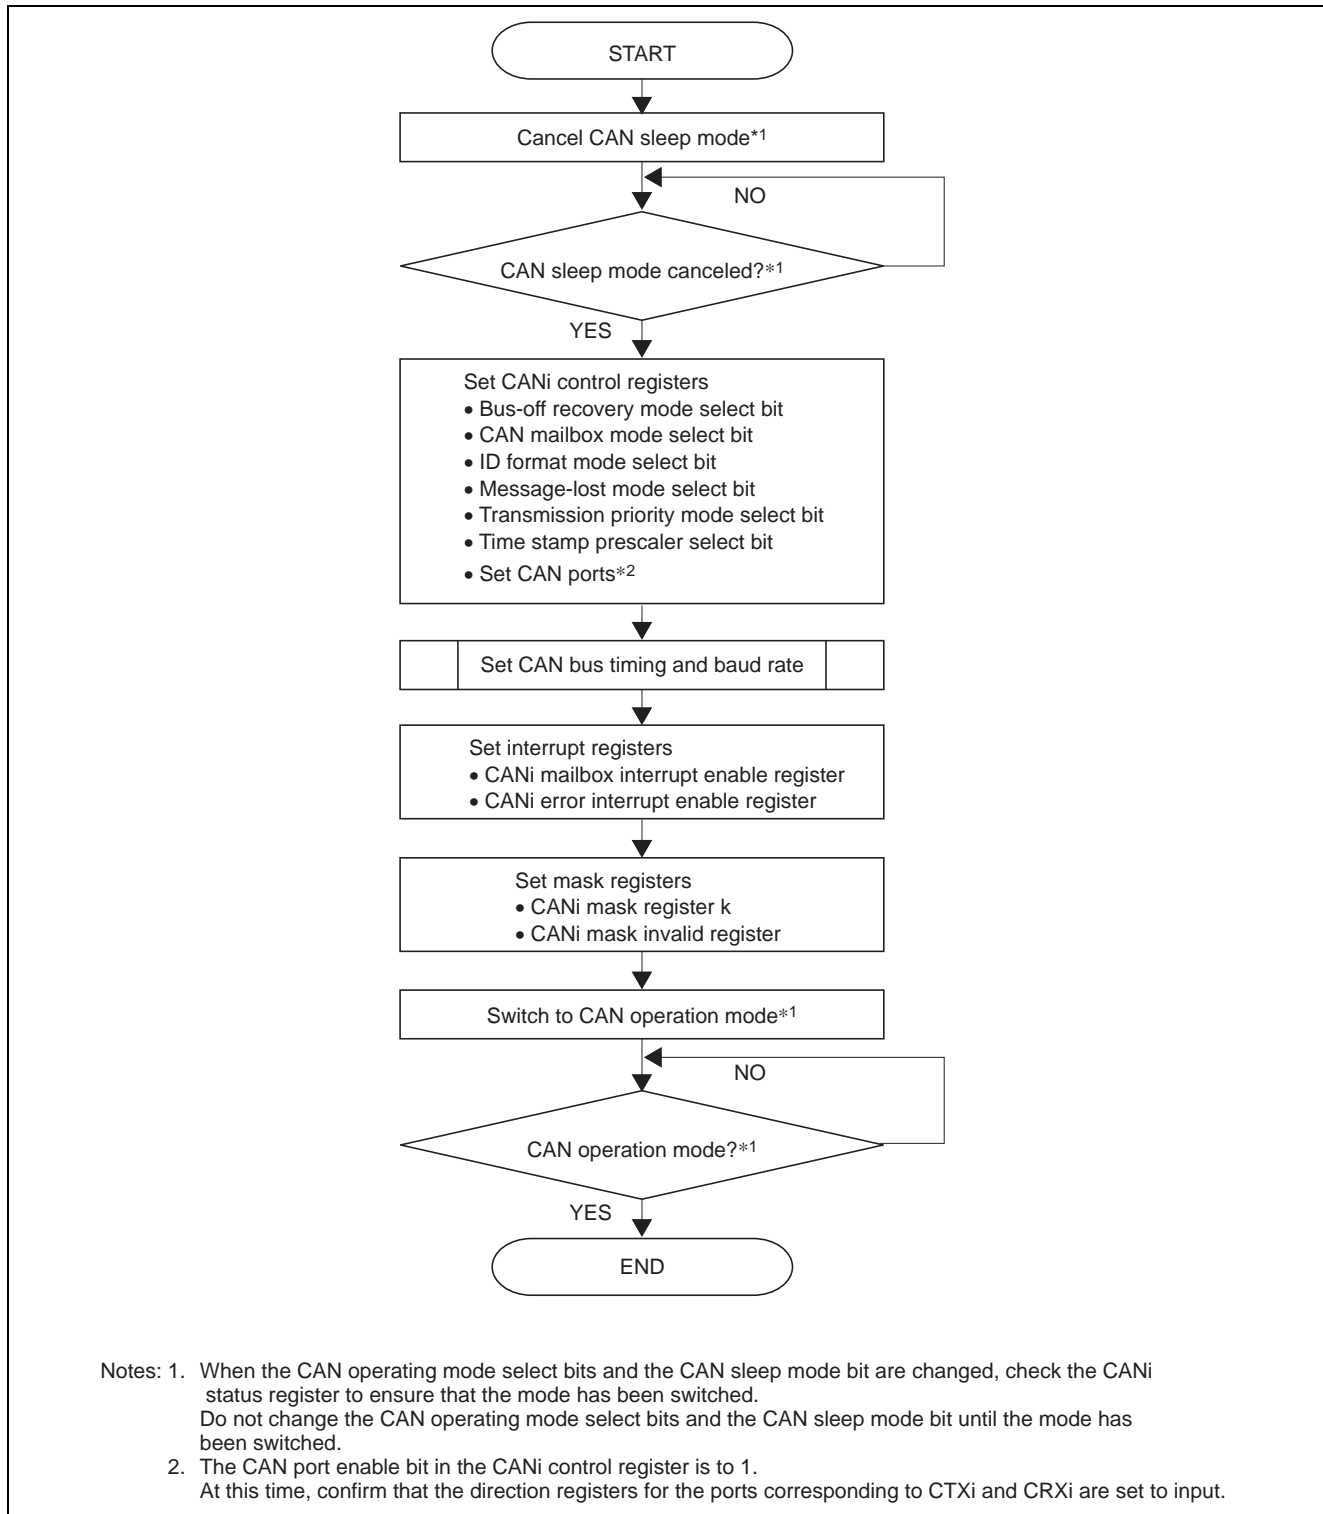 START
Cancel CAN sleep mode*1
NO
CAN sleep mode canceled?*1
YES
Set CANi control registers
• Bus-off recovery mode select bit
• CAN mailbox mode select bit
• ID format mode select bit
• Message-lost mode select bit
• Transmission priority mode select bit
• Time stamp prescaler select bit
• Set CAN ports*2
Set CAN bus timing and baud rate
Set interrupt registers
• CANi mailbox interrupt enable register
• CANi error interrupt enable register
Set mask registers
• CANi mask register k
• CANi mask invalid register
Switch to CAN operation mode*1
NO
CAN operation mode?*1
YES
END
Notes: 1. When the CAN operating mode select bits and the CAN sleep mode bit are changed, check the CANi
status register to ensure that the mode has been switched.
Do not change the CAN operating mode select bits and the CAN sleep mode bit until the mode has
been switched.
2. The CAN port enable bit in the CANi control register is to 1.
At this time, confirm that the direction registers for the ports corresponding to CTXi and CRXi are set to input.